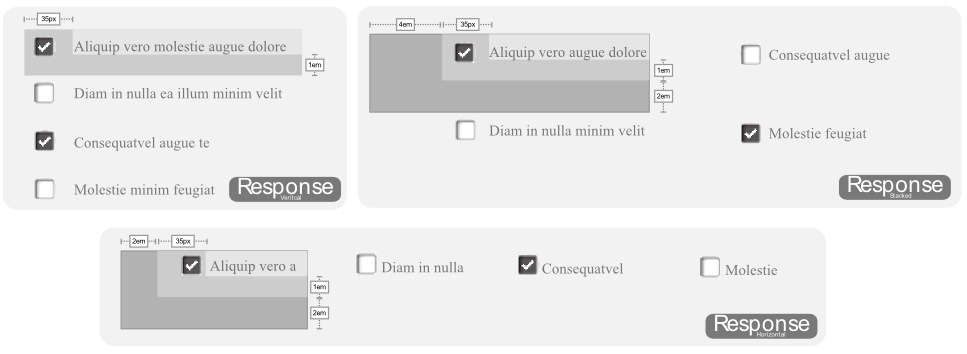 35px
Aliquip vero molestie augue dolore
1em
Diam in nulla ea illum minim velit
Consequatvel augue te
Molestie minim feugiat
Response
Veritcal
4em
35px
Aliquip vero augue dolore
1em
2em
Diam in nulla minim velit
Consequatvel augue
Molestie feugiat
Response
Stacked
2em
35px
Aliquip vero a
1em
2em
Diam in nulla
Consequatvel
Molestie
Response
Horizontal